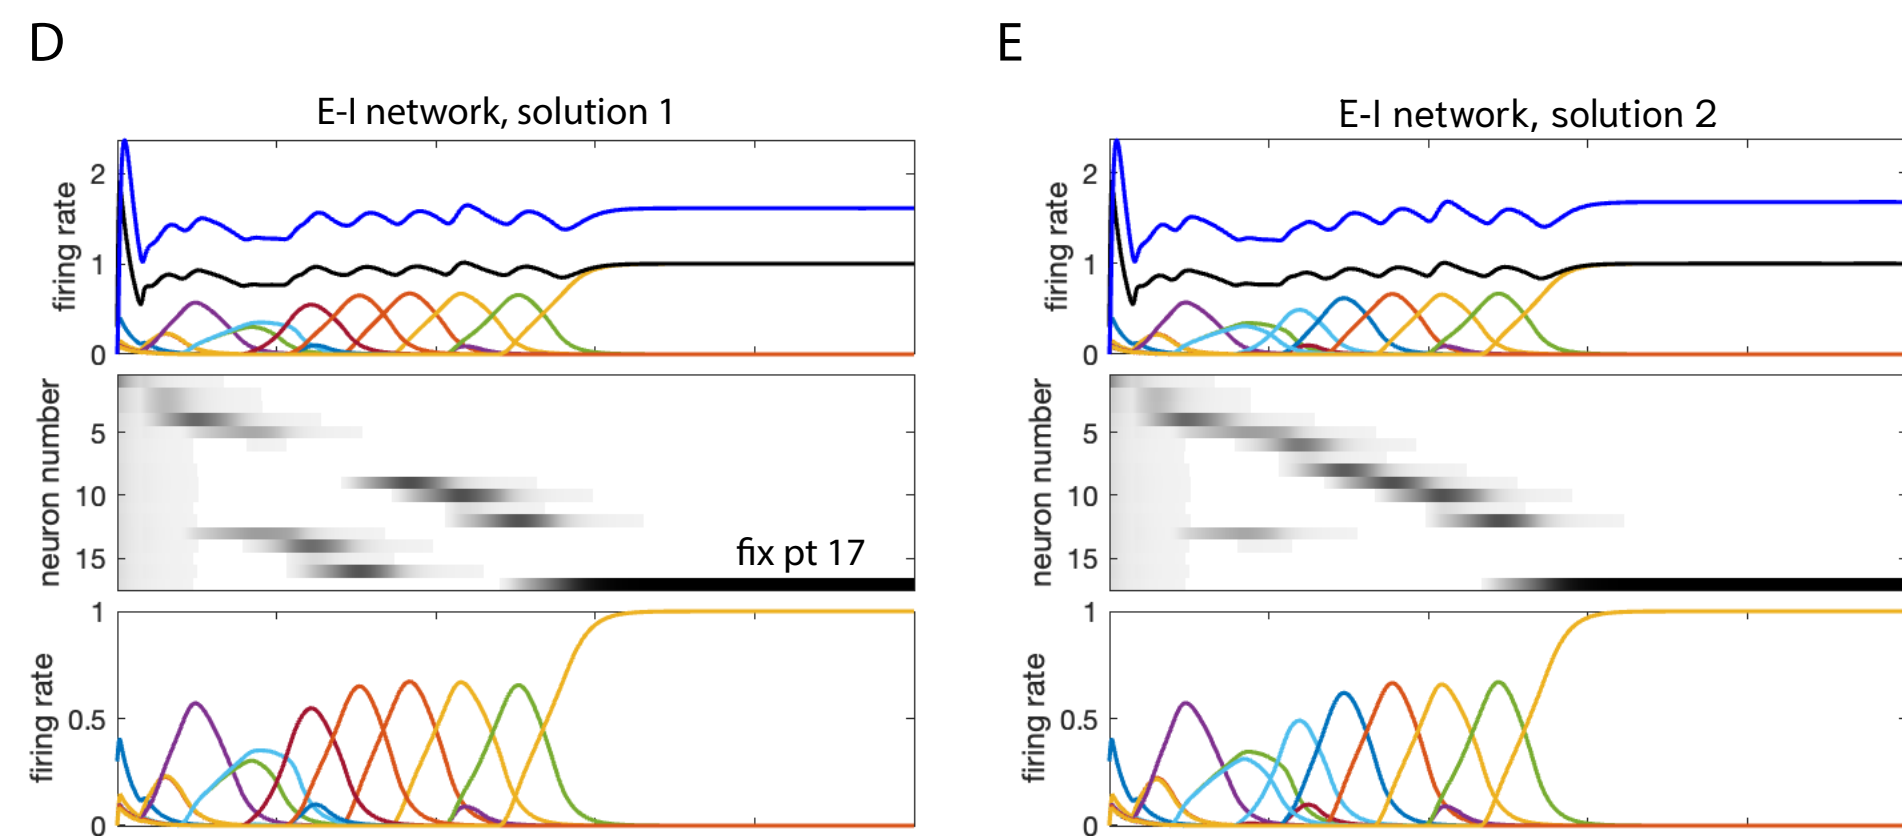 D
E-I network, solution 1
firing rate
2
1
0
neuron number
5
10
15
fix pt 17
firing rate
1
0.5
0
E
E-I network, solution 2
firing rate
2
1
0
neuron number
5
10
15
firing rate
1
0.5
0